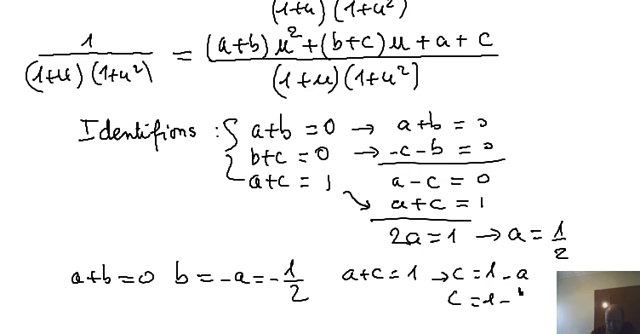 (1+u)(1+u²)
1/((1+u)(1+u²)) = ((a+b)u²+(b+c)u+a+c)/((1+u)(1+u²))
Identifions : { a+b=0 → a+b=0
b+c=0 → -c-b=0
a+c=1 a-c=0
↘ a+c=1
2a=1 → a=1/2
a+b=0 b=-a=-1/2 a+c=1 → c=1-a
c=1-